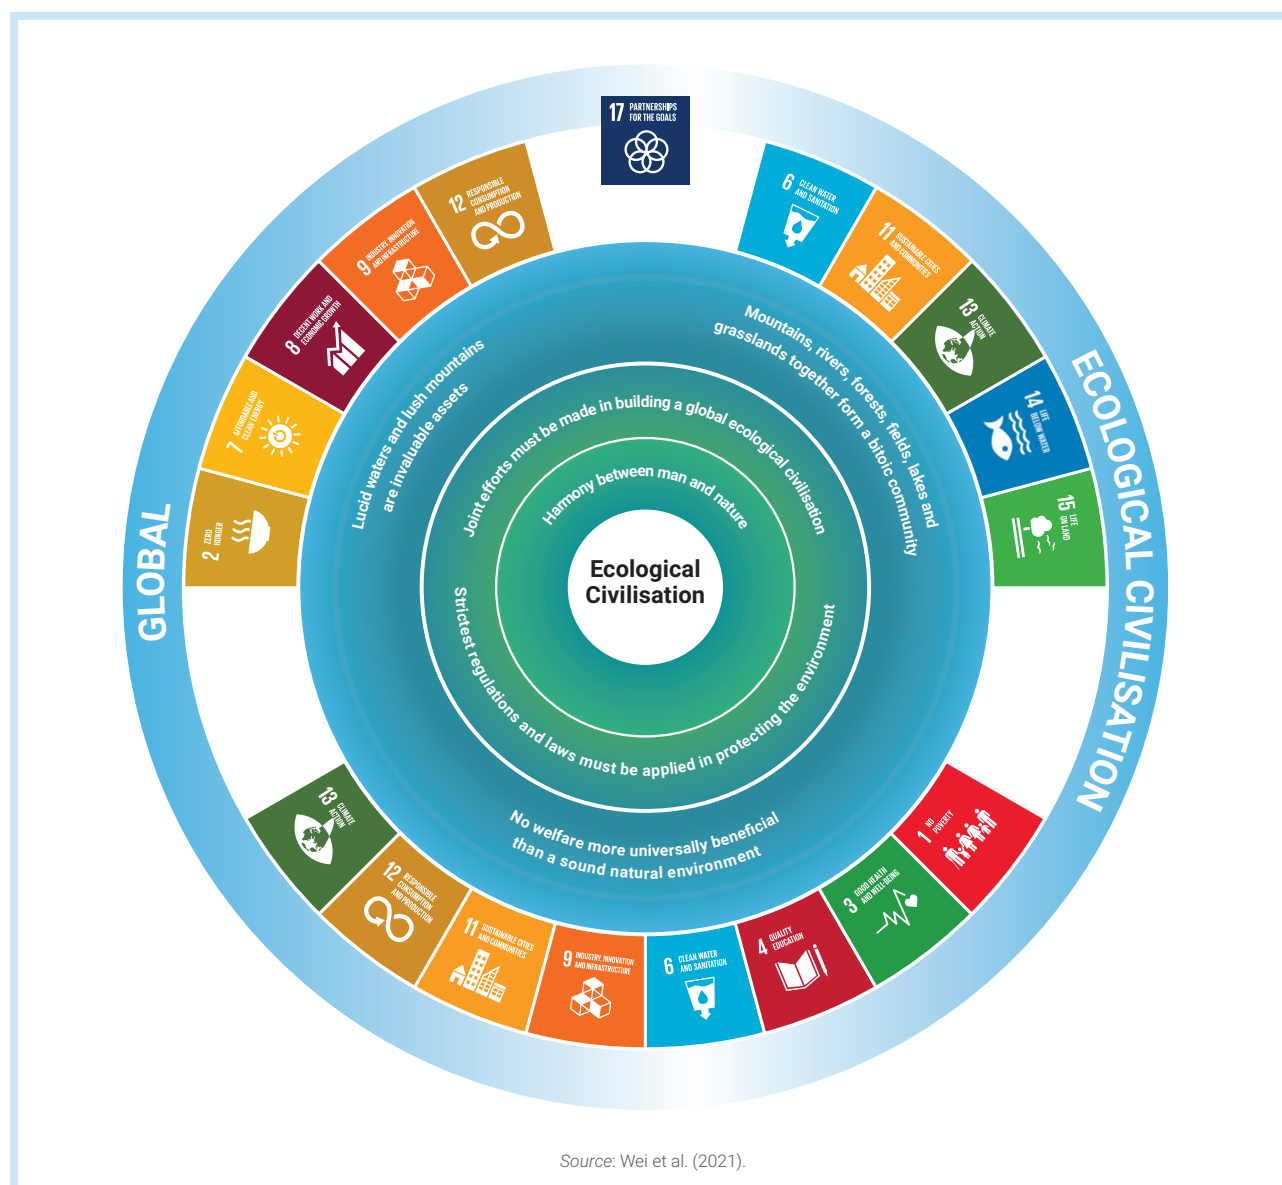 17 PARTNERSHIPS
FOR THE GOALS
6 CLEAN WATER
AND SANITATION
11 SUSTAINABLE CITIES
AND COMMUNITIES
13 CLIMATE
ACTION
14 LIFE
BELOW WATER
15 LIFE
ON LAND
12 RESPONSIBLE
CONSUMPTION
AND PRODUCTION
9 INDUSTRY, INNOVATION
AND INFRASTRUCTURE
8 DECENT WORK AND
ECONOMIC GROWTH
7 AFFORDABLE AND
CLEAN ENERGY
2 ZERO
HUNGER
GLOBAL
ECOLOGICAL CIVILISATION
Lucid waters and lush mountains
are invaluable assets
Mountains, rivers, forests, fields, lakes and
grasslands together form a bitoic community
Joint efforts must be made in building a global ecological civilisation
Harmony between man and nature
Ecological
Civilisation
Strictest regulations and laws must be applied in protecting the environment
No welfare more universally beneficial
than a sound natural environment
13 CLIMATE
ACTION
12 RESPONSIBLE
CONSUMPTION
AND PRODUCTION
11 SUSTAINABLE CITIES
AND COMMUNITIES
9 INDUSTRY, INNOVATION
AND INFRASTRUCTURE
6 CLEAN WATER
AND SANITATION
4 QUALITY
EDUCATION
3 GOOD HEALTH
AND WELL-BEING
1 NO
POVERTY
Source: Wei et al. (2021).